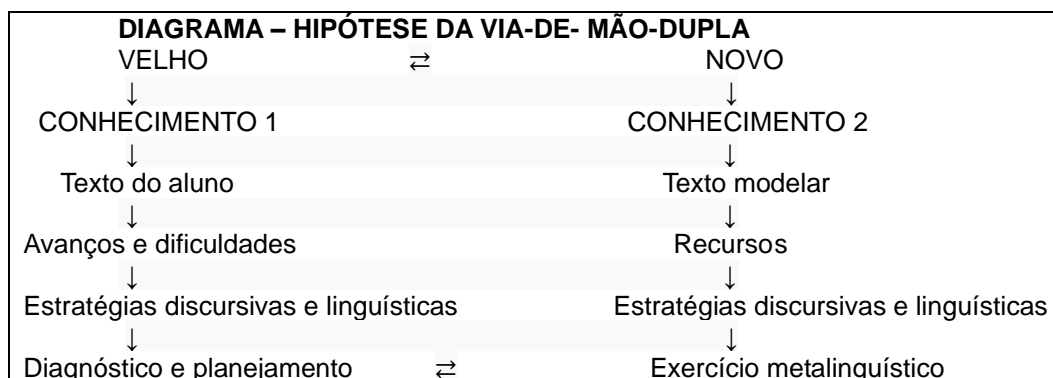 DIAGRAMA – HIPÓTESE DA VIA-DE- MÃO-DUPLA
VELHO ⇄ NOVO
↓ ↓
CONHECIMENTO 1 CONHECIMENTO 2
↓ ↓
Texto do aluno Texto modelar
↓ ↓
Avanços e dificuldades Recursos
↓ ↓
Estratégias discursivas e linguísticas Estratégias discursivas e linguísticas
↓ ↓
Diagnóstico e planejamento ⇄ Exercício metalinguístico